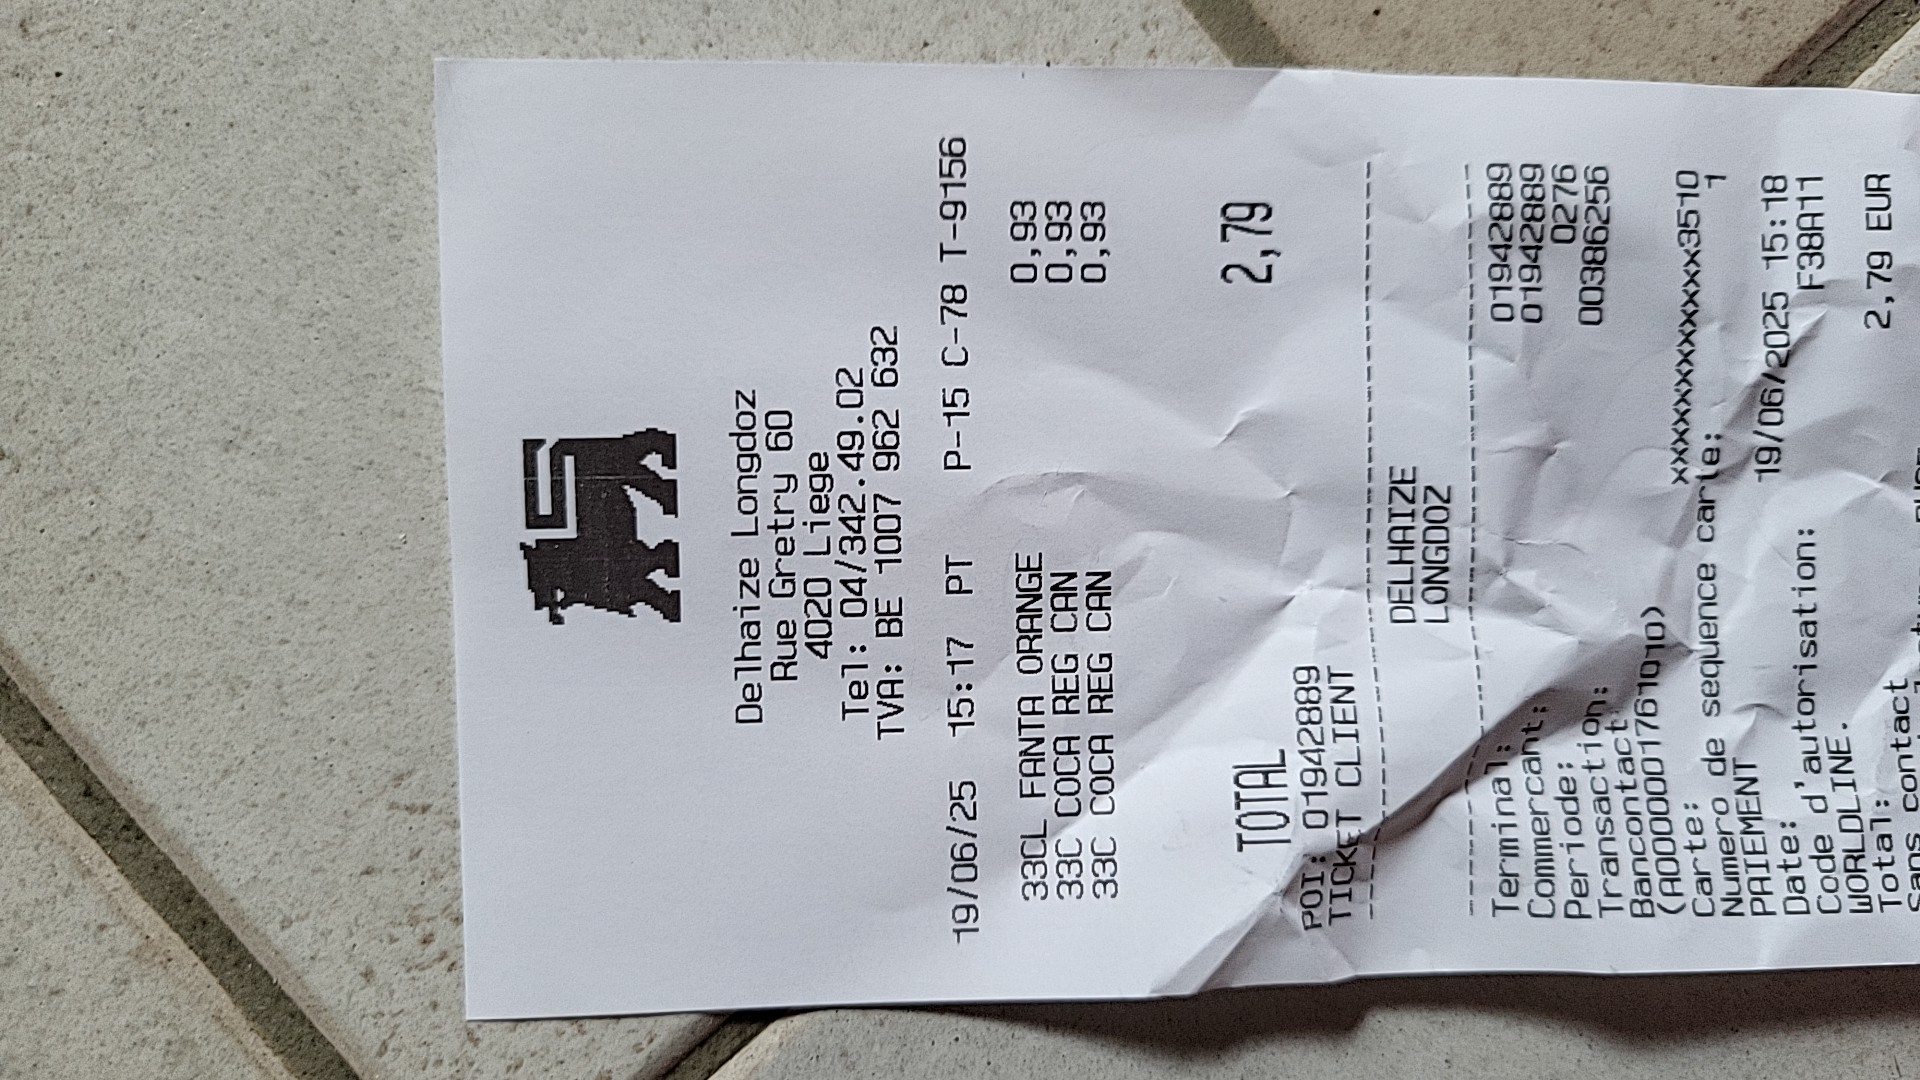 Delhaize Longdoz
Rue Gretry 60
4020 Liege
Tel: 04/342.49.02
TVA: BE 1007 962 632
19/06/25 15:17 PT P-15 C-78 T-9156
33CL FANTA ORANGE 0,93
33C COCA REG CAN 0,93
33C COCA REG CAN 0,93
TOTAL 2,79
POI: 01942889
TICKET CLIENT
DELHAIZE
LONGDOZ
Terminal: 01942889
Commercant: 01942889
Periode: 0276
Transaction: 00386256
Bancontact
(A0000001761010)
Carte: xxxxxxxxxxxxx3510
Numero de sequence carte: 1
PAIEMENT
Date: 19/06/2025 15:18
Code d'autorisation: F38A11
WORLDLINE.
Total: 2,79 EUR
Sans contact